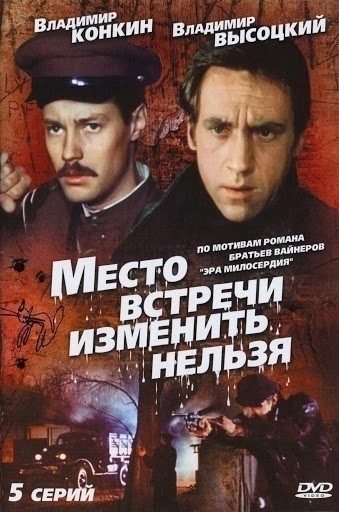 Владимир
КОНКИН
Владимир
ВЫСОЦКИЙ
ПО МОТИВАМ РОМАНА
БРАТЬЕВ ВАЙНЕРОВ
"ЭРА МИЛОСЕРДИЯ"
МЕСТО
ВСТРЕЧИ
ИЗМЕНИТЬ
НЕЛЬЗЯ
5 СЕРИЙ
DVD
VIDEO